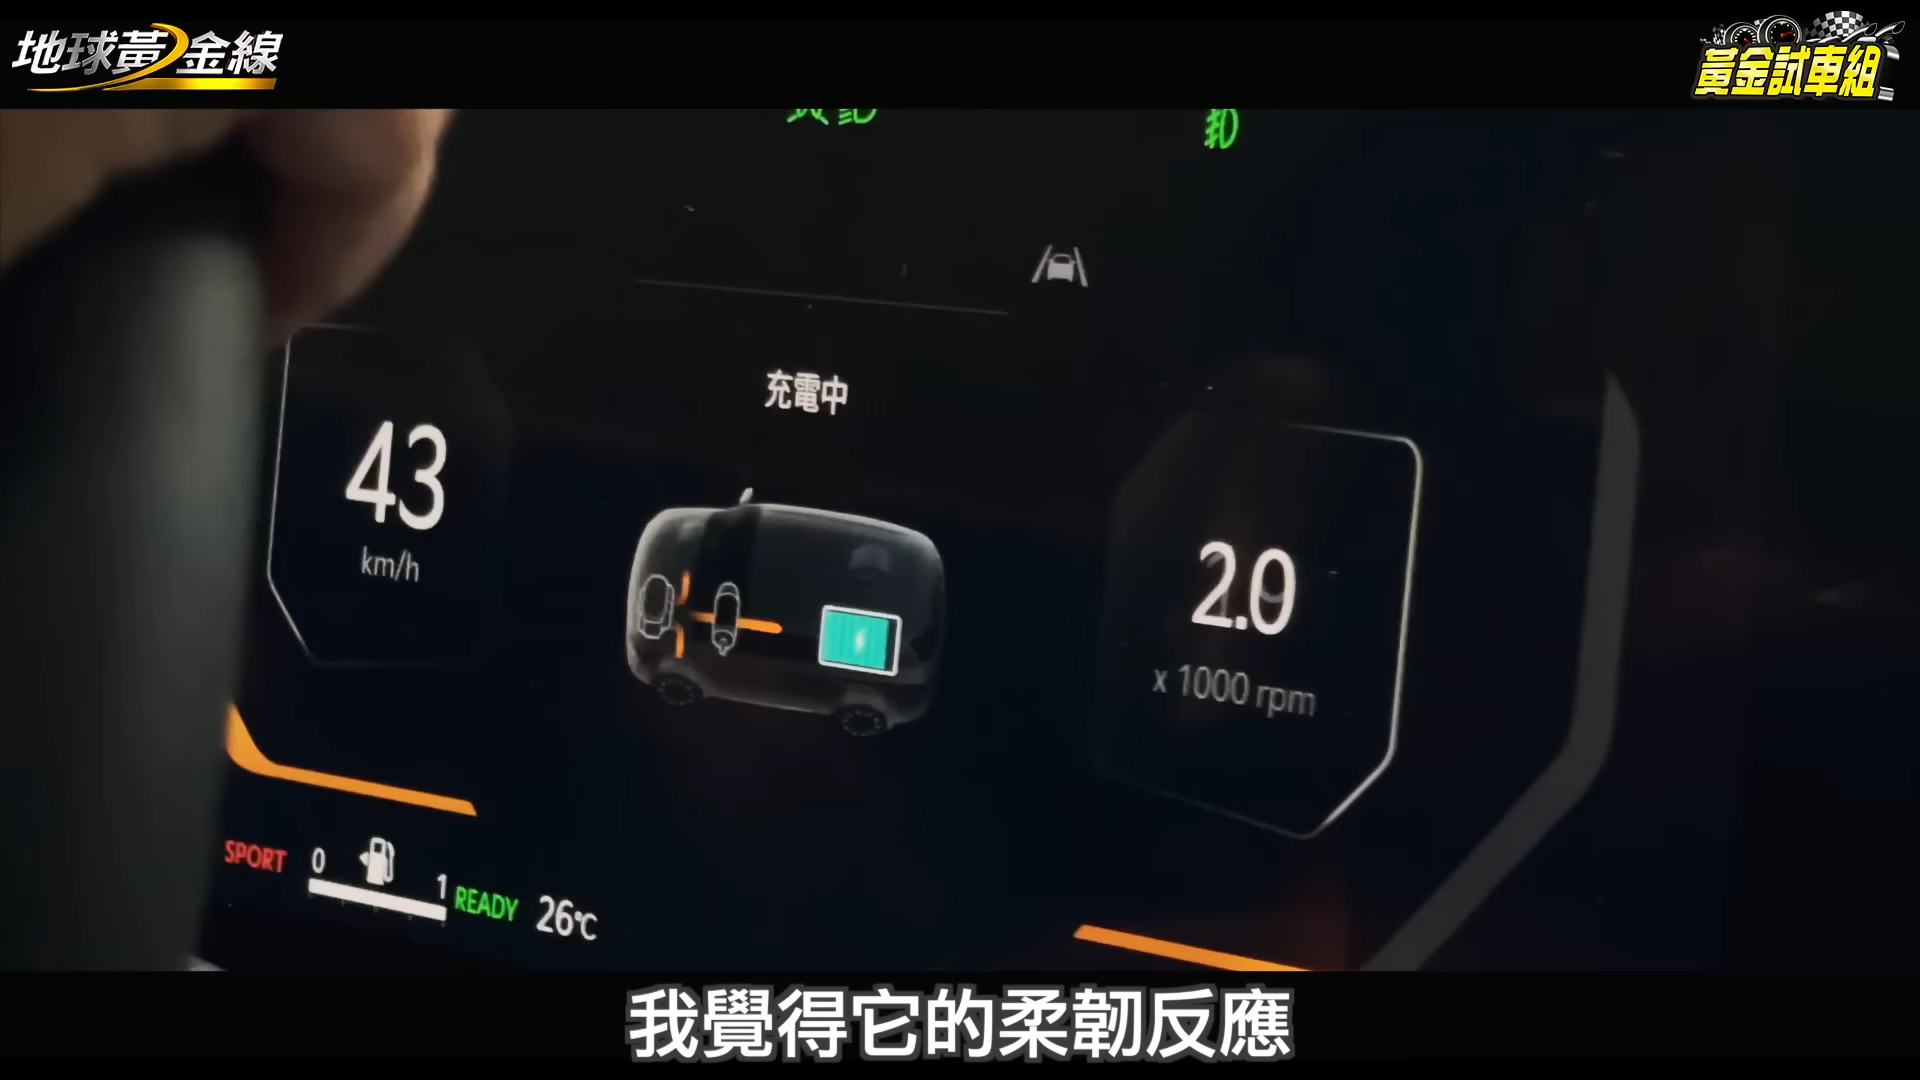 地球黃金線
黃金試車組
充電中
43
km/h
2.0
x 1000 rpm
SPORT
0
1
READY
26℃
我覺得它的柔韌反應